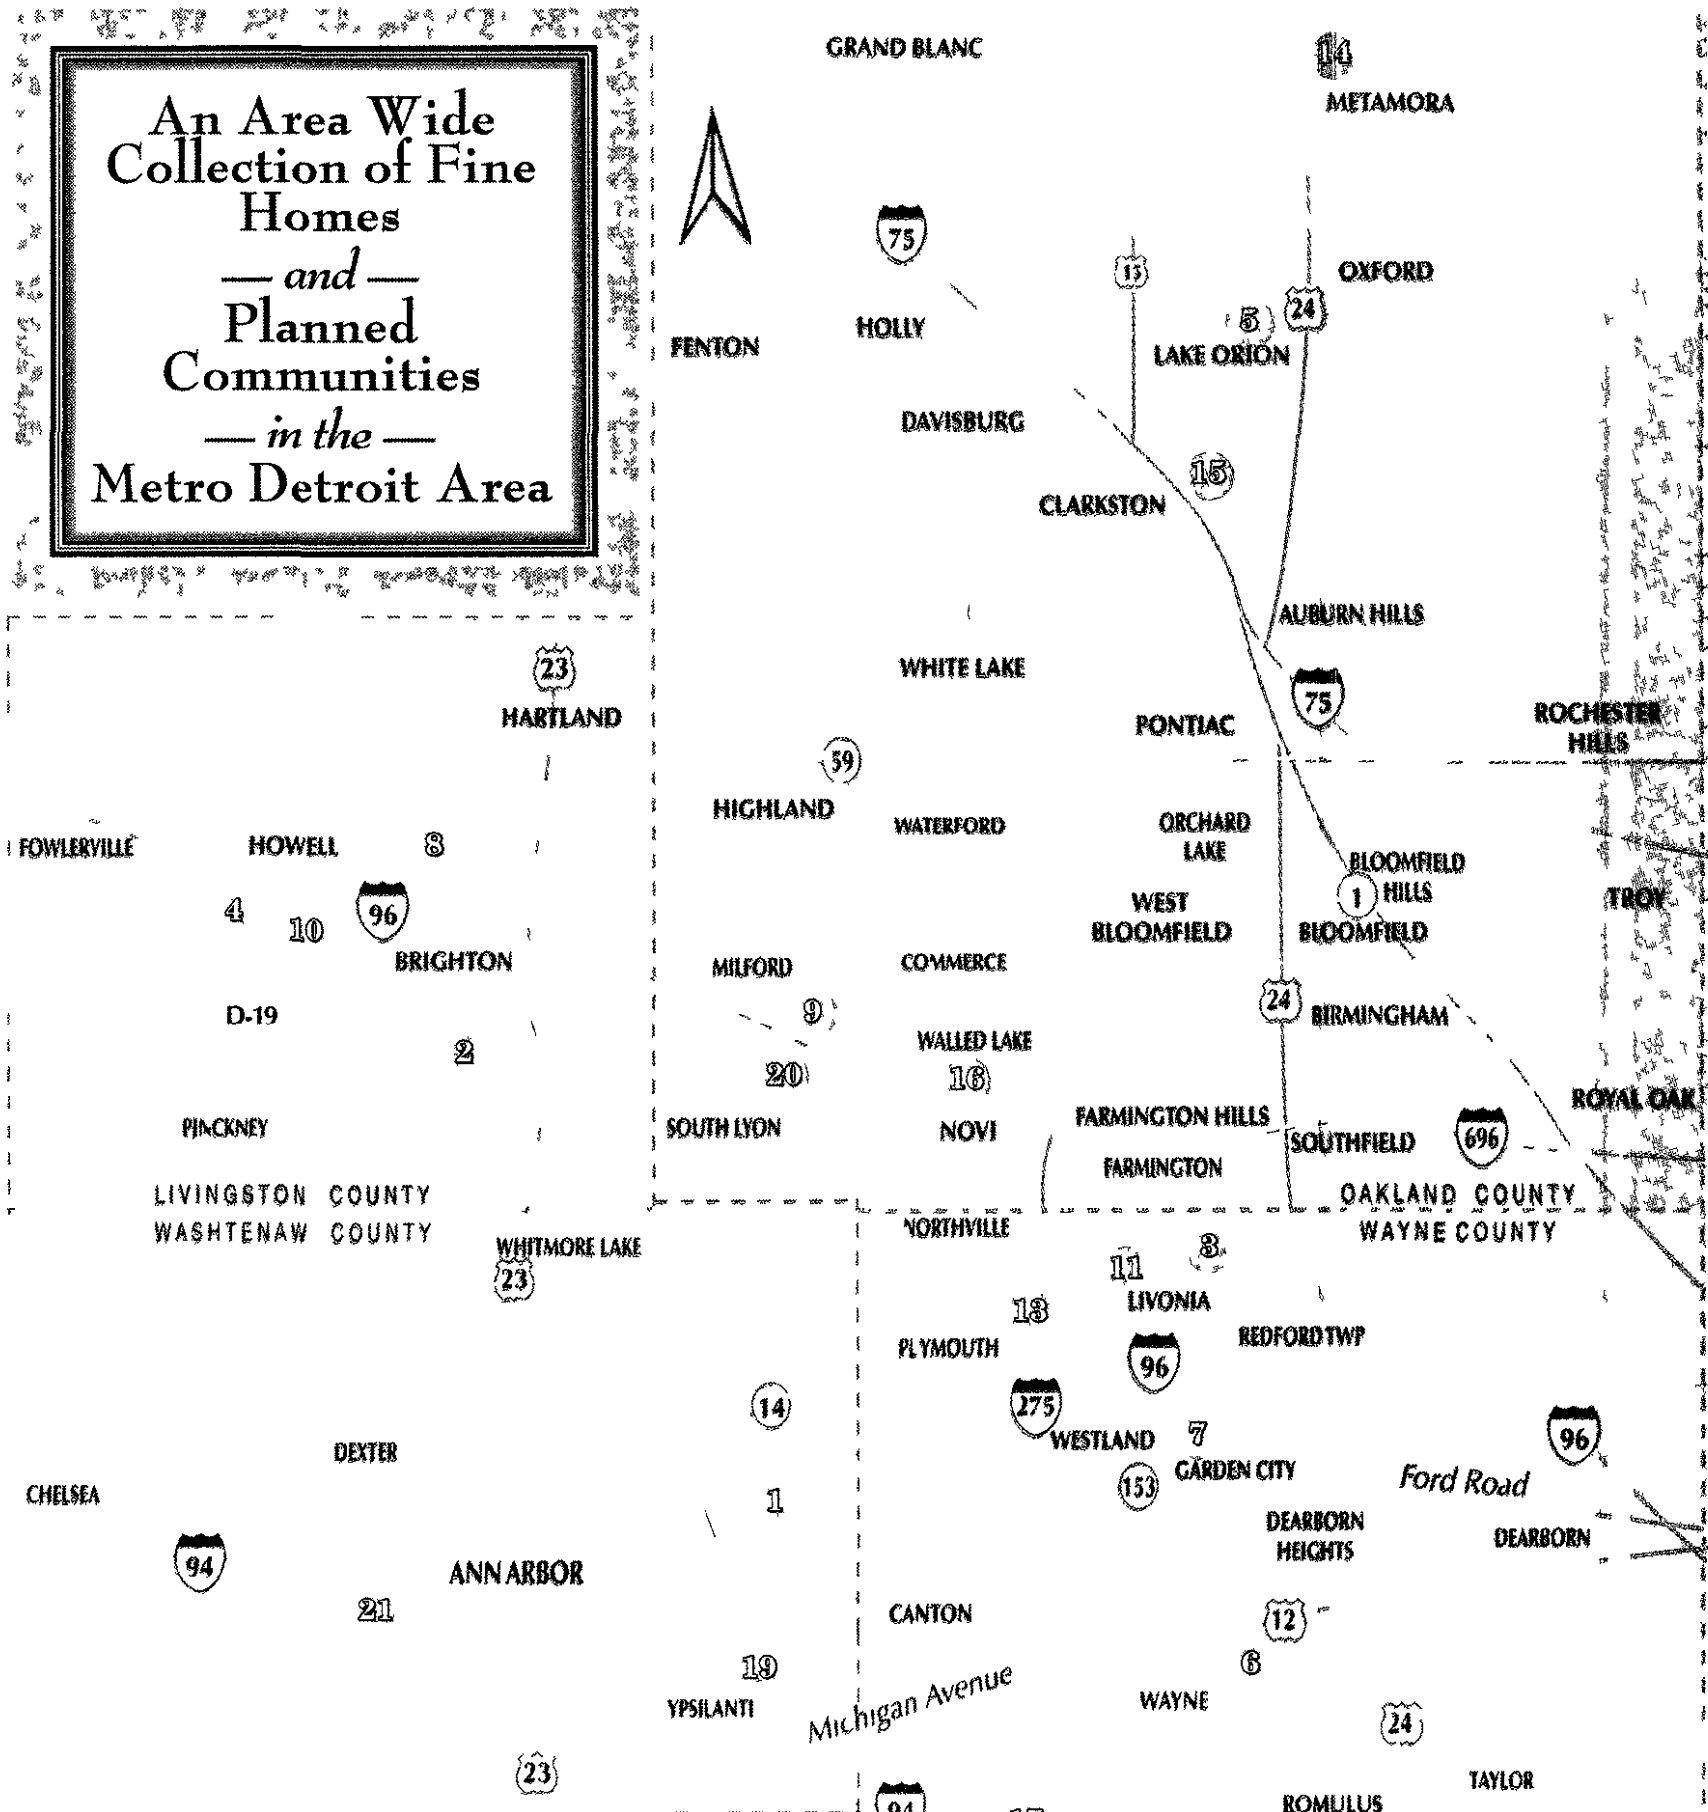 An Area Wide
Collection of Fine
Homes
— and —
Planned
Communities
— in the —
Metro Detroit Area
GRAND BLANC
14
METAMORA
75
15
OXFORD
24
5
HOLLY
FENTON
LAKE ORION
DAVISBURG
15
CLARKSTON
AUBURN HILLS
23
WHITE LAKE
75
HARTLAND
PONTIAC
ROCHESTER
HILLS
59
HIGHLAND
WATERFORD
ORCHARD
LAKE
FOWLERVILLE
HOWELL
8
BLOOMFIELD
HILLS
1
4
10
96
WEST
BLOOMFIELD
BLOOMFIELD
TROY
BRIGHTON
MILFORD
COMMERCE
24
D-19
9
BIRMINGHAM
2
WALLED LAKE
20
16
ROYAL OAK
PINCKNEY
SOUTH LYON
NOVI
FARMINGTON HILLS
SOUTHFIELD
696
FARMINGTON
LIVINGSTON COUNTY
OAKLAND COUNTY
WASHTENAW COUNTY
NORTHVILLE
WAYNE COUNTY
WHITMORE LAKE
23
11
3
LIVONIA
13
PLYMOUTH
REDFORD TWP
96
14
275
WESTLAND
7
96
DEXTER
GARDEN CITY
Ford Road
CHELSEA
1
153
DEARBORN
HEIGHTS
DEARBORN
94
ANN ARBOR
21
CANTON
12
19
6
YPSILANTI
Michigan Avenue
WAYNE
24
23
TAYLOR
94
ROMULUS